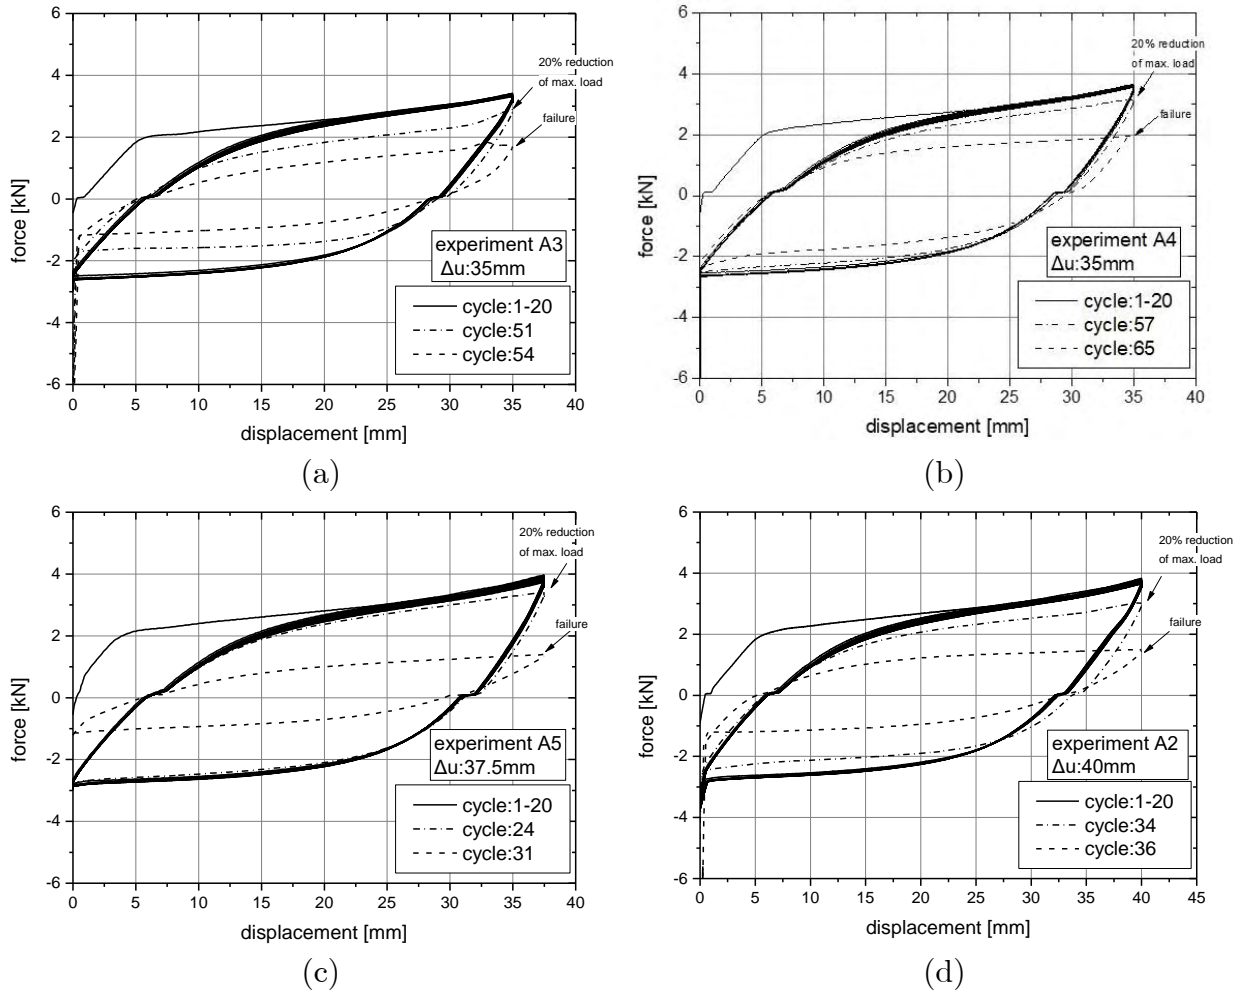 6
4
2
0
-2
-4
-6
force [kN]
20% reduction
of max. load
failure
experiment A3
Δu:35mm
cycle:1-20
cycle:51
cycle:54
0 5 10 15 20 25 30 35 40
displacement [mm]
(a)
6
4
2
0
-2
-4
-6
force [kN]
20% reduction
of max. load
failure
experiment A4
Δu:35mm
cycle:1-20
cycle:57
cycle:65
0 5 10 15 20 25 30 35 40
displacement [mm]
(b)
6
4
2
0
-2
-4
-6
force [kN]
20% reduction
of max. load
failure
experiment A5
Δu:37.5mm
cycle:1-20
cycle:24
cycle:31
0 5 10 15 20 25 30 35 40
displacement [mm]
(c)
6
4
2
0
-2
-4
-6
force [kN]
20% reduction
of max. load
failure
experiment A2
Δu:40mm
cycle:1-20
cycle:34
cycle:36
0 5 10 15 20 25 30 35 40 45
displacement [mm]
(d)